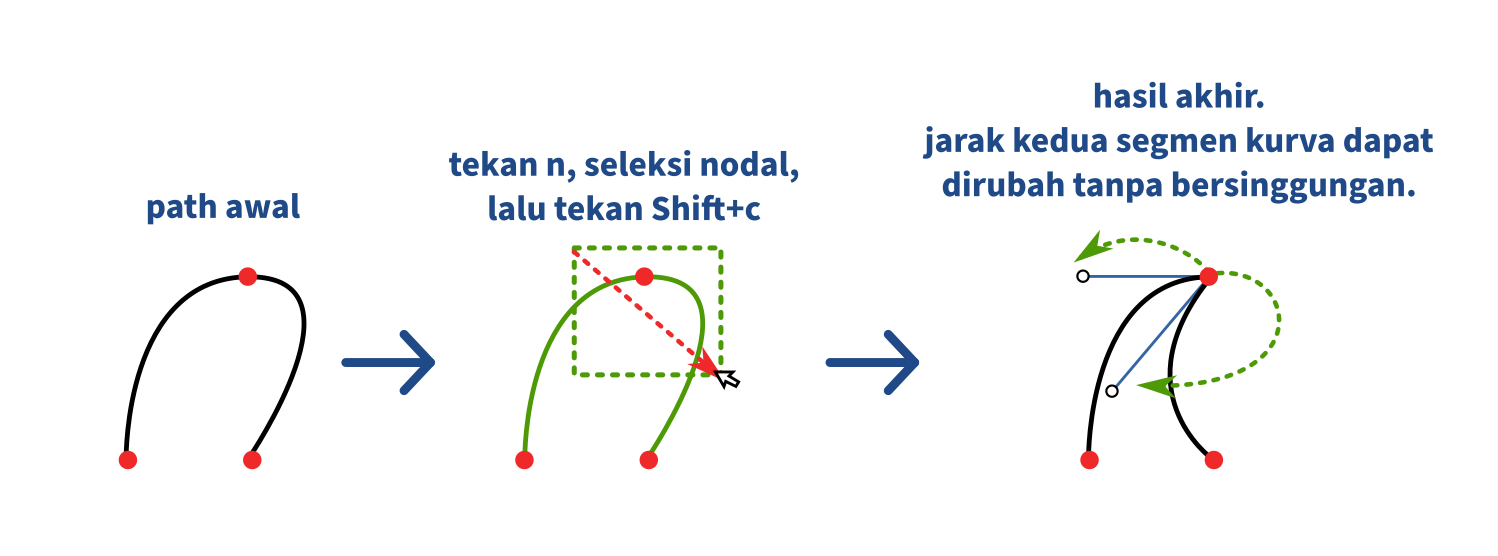 path awal
tekan n, seleksi nodal,
lalu tekan Shift+c
hasil akhir.
jarak kedua segmen kurva dapat
dirubah tanpa bersinggungan.